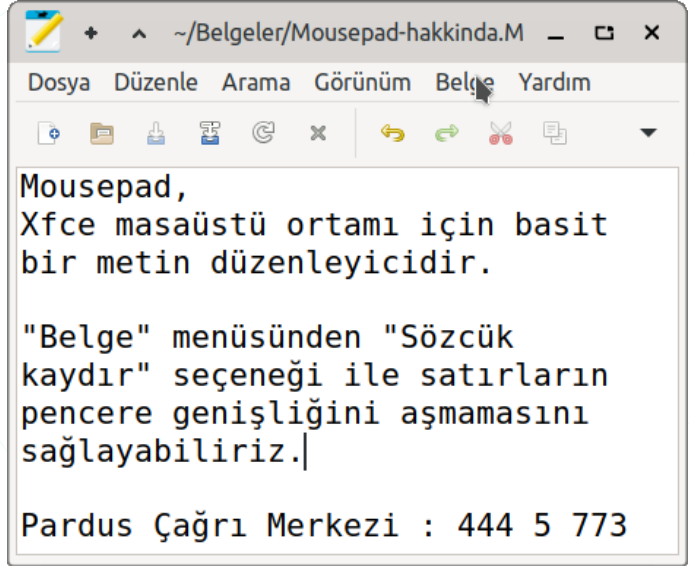 ~/Belgeler/Mousepad-hakkinda.M
Dosya Düzenle Arama Görünüm Belge Yardım
Mousepad,
Xfce masaüstü ortamı için basit
bir metin düzenleyicidir.
"Belge" menüsünden "Sözcük
kaydır" seçeneği ile satırların
pencere genişliğini aşmamasını
sağlayabiliriz.
Pardus Çağrı Merkezi : 444 5 773